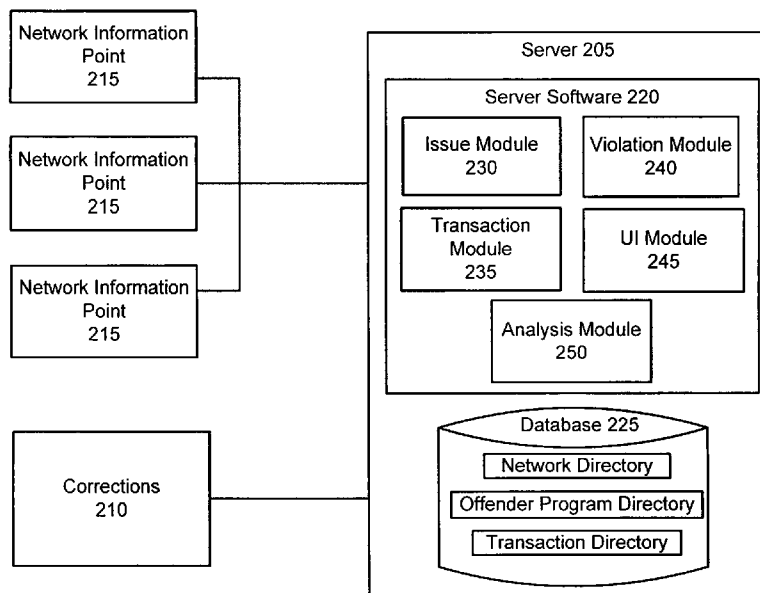 Network Information
Point
215
Network Information
Point
215
Network Information
Point
215
Corrections
210
Server 205
Server Software 220
Issue Module
230
Violation Module
240
Transaction
Module
235
UI Module
245
Analysis Module
250
Database 225
Network Directory
Offender Program Directory
Transaction Directory